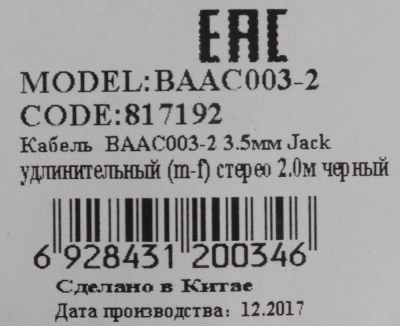 EAC
MODEL:BAAC003-2
CODE:817192
Кабель BAAC003-2 3.5мм Jack
удлинительный (m-f) стерео 2.0м черный
6 928431 200346
Сделано в Китае
Дата производства: 12.2017